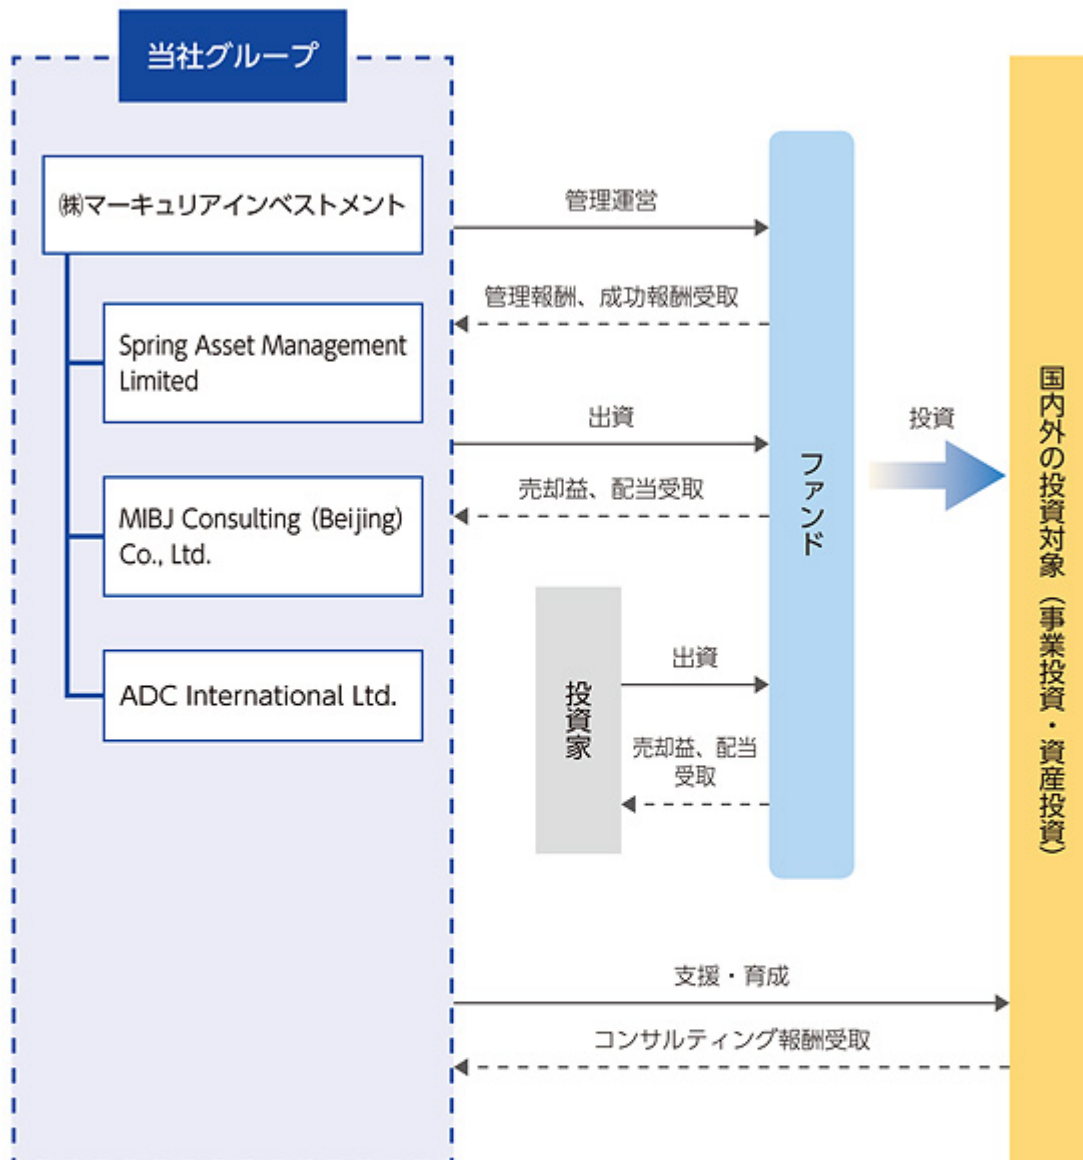 当社グループ
㈱マーキュリアインベストメント
Spring Asset Management
Limited
MIBJ Consulting (Beijing)
Co., Ltd.
ADC International Ltd.
管理運営
管理報酬、成功報酬受取
出資
売却益、配当受取
投資家
出資
売却益、配当
受取
ファンド
投資
国内外の投資対象（事業投資・資産投資）
支援・育成
コンサルティング報酬受取